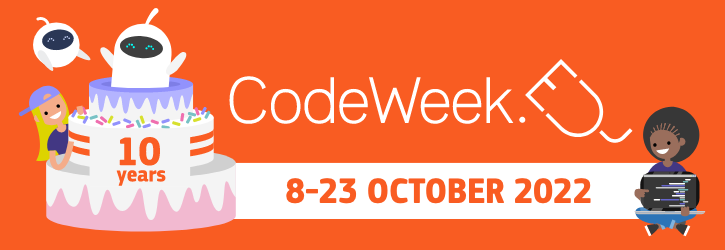 10
years
CodeWeek.EU
8-23 OCTOBER 2022